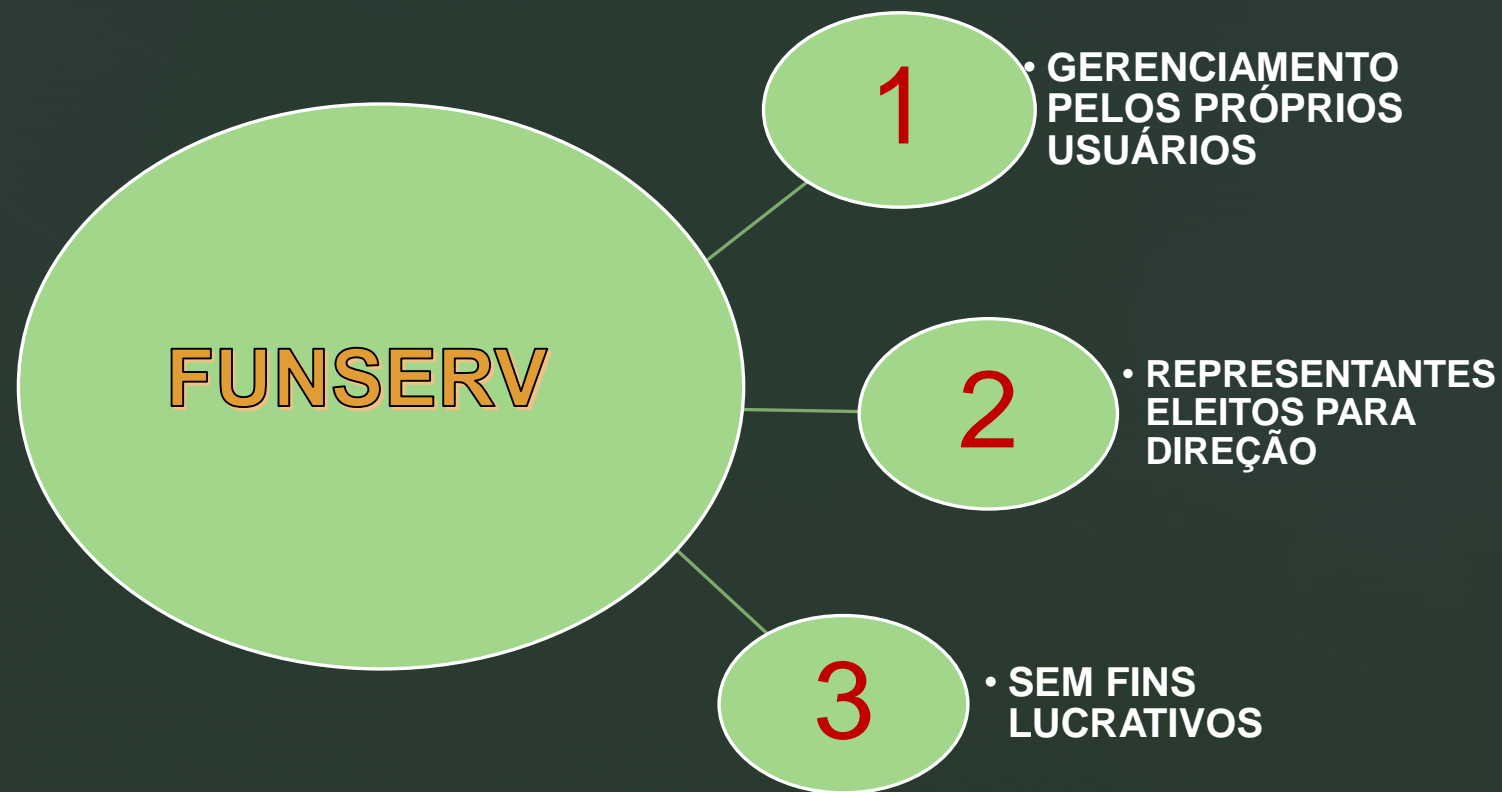 FUNSERV
1
• GERENCIAMENTO
PELOS PRÓPRIOS
USUÁRIOS
2
• REPRESENTANTES
ELEITOS PARA
DIREÇÃO
3
• SEM FINS
LUCRATIVOS